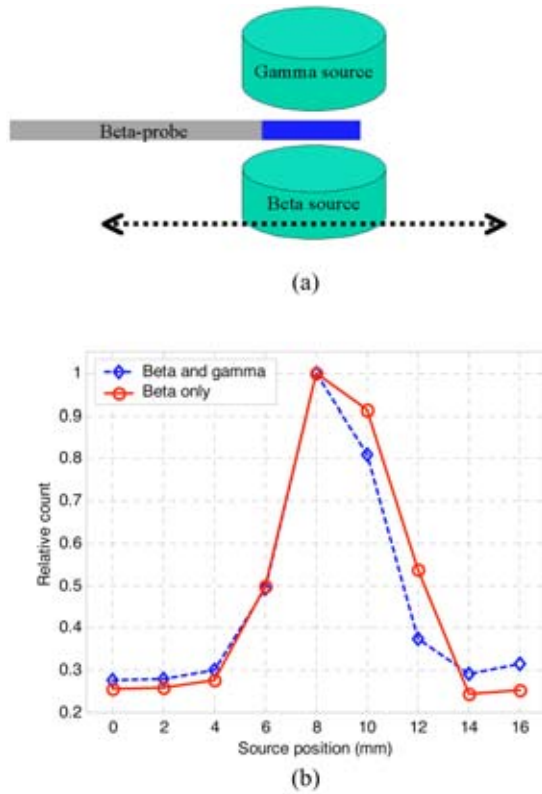 Gamma source
Beta-probe
Beta source
(a)
Beta and gamma
Beta only
1
0.9
0.8
0.7
0.6
0.5
0.4
0.3
0.2
Relative count
0 2 4 6 8 10 12 14 16
Source position (mm)
(b)